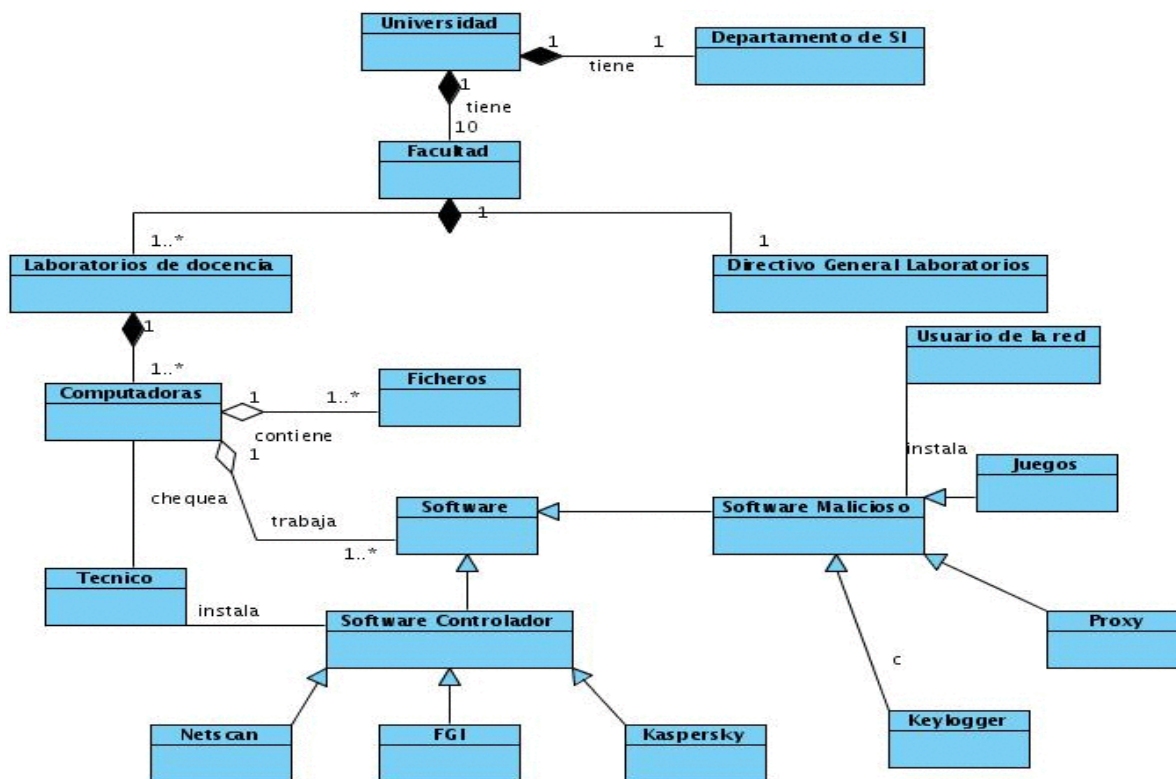 Universidad
1
1
Departamento de SI
tiene
1
tiene
10
Facultad
1
1..*
1
Laboratorios de docencia
Directivo General Laboratorios
1
Usuario de la red
1..*
Computadoras
Ficheros
1
1..*
contiene
1
instala
Juegos
chequea
Software
Software Malicioso
trabaja
1..*
Tecnico
instala
Software Controlador
Proxy
c
Netscan
FGI
Kaspersky
Keylogger